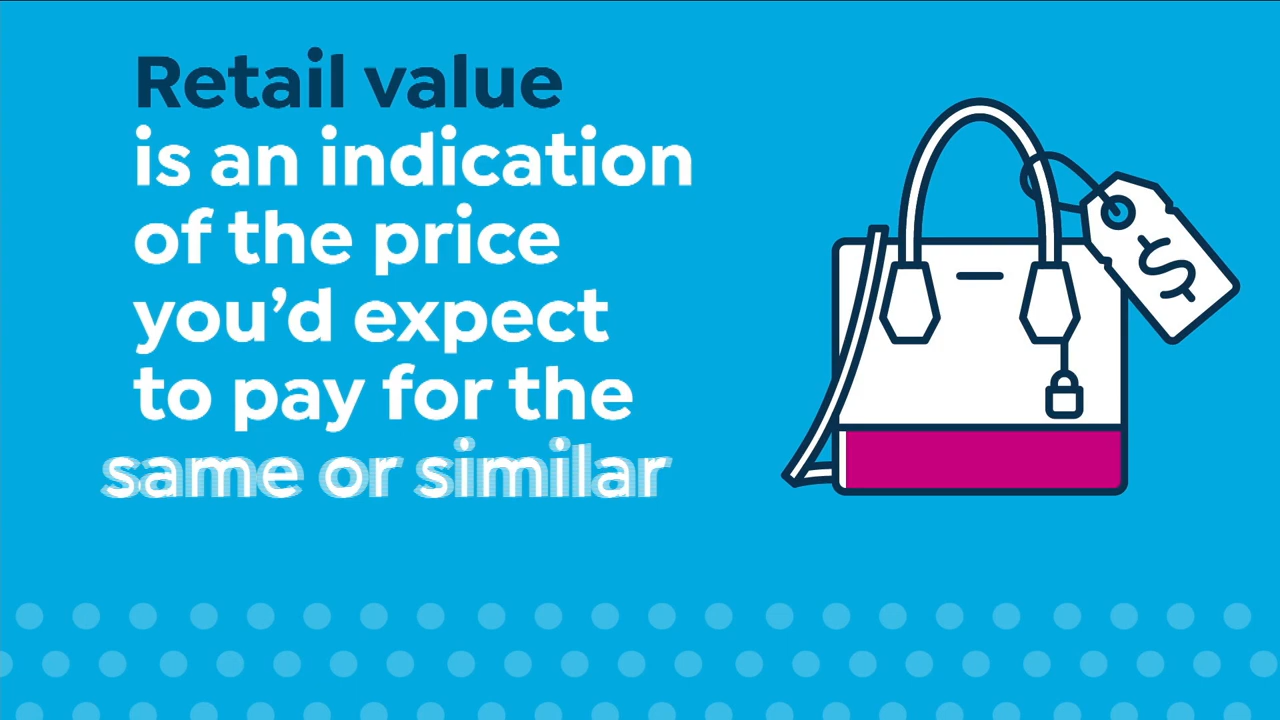 Retail value
is an indication
of the price
you’d expect
to pay for the
same or similar
$